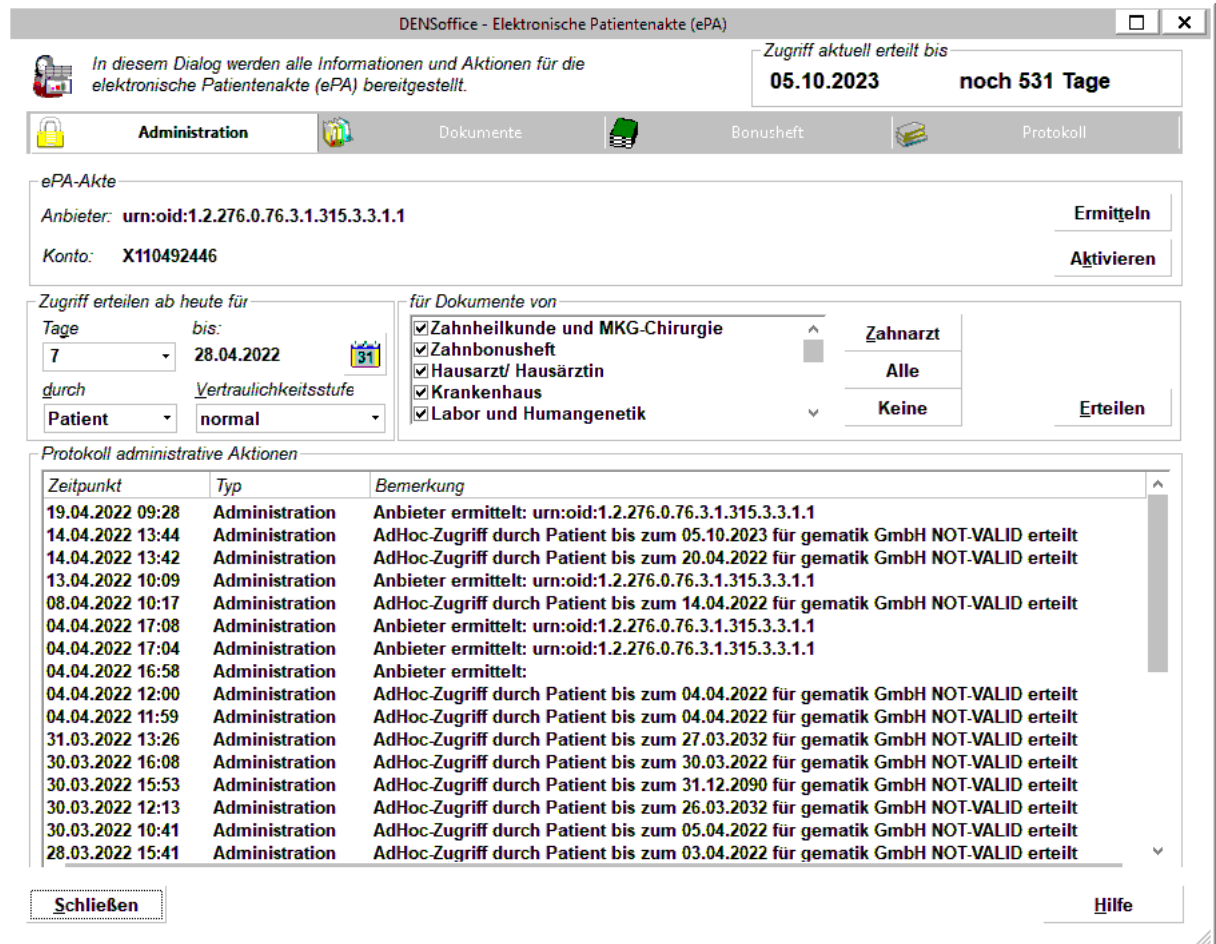 DENSoffice - Elektronische Patientenakte (ePA)
In diesem Dialog werden alle Informationen und Aktionen für die
elektronische Patientenakte (ePA) bereitgestellt.
Zugriff aktuell erteilt bis
05.10.2023 noch 531 Tage
Administration Dokumente Bonusheft Protokoll
ePA-Akte
Anbieter: urn:oid:1.2.276.0.76.3.1.315.3.3.1.1 Ermitteln
Konto: X110492446 Aktivieren
Zugriff erteilen ab heute für
Tage bis:
7 28.04.2022 31
durch Vertraulichkeitsstufe
Patient normal
für Dokumente von
Zahnheilkunde und MKG-Chirurgie
Zahnbonusheft
Hausarzt/ Hausärztin
Krankenhaus
Labor und Humangenetik
Zahnarzt
Alle
Keine
Erteilen
Protokoll administrative Aktionen
Zeitpunkt Typ Bemerkung
19.04.2022 09:28 Administration Anbieter ermittelt: urn:oid:1.2.276.0.76.3.1.315.3.3.1.1
14.04.2022 13:44 Administration AdHoc-Zugriff durch Patient bis zum 05.10.2023 für gematik GmbH NOT-VALID erteilt
14.04.2022 13:42 Administration AdHoc-Zugriff durch Patient bis zum 20.04.2022 für gematik GmbH NOT-VALID erteilt
13.04.2022 10:09 Administration Anbieter ermittelt: urn:oid:1.2.276.0.76.3.1.315.3.3.1.1
08.04.2022 10:17 Administration AdHoc-Zugriff durch Patient bis zum 14.04.2022 für gematik GmbH NOT-VALID erteilt
04.04.2022 17:08 Administration Anbieter ermittelt: urn:oid:1.2.276.0.76.3.1.315.3.3.1.1
04.04.2022 17:04 Administration Anbieter ermittelt: urn:oid:1.2.276.0.76.3.1.315.3.3.1.1
04.04.2022 16:58 Administration Anbieter ermittelt:
04.04.2022 12:00 Administration AdHoc-Zugriff durch Patient bis zum 04.04.2022 für gematik GmbH NOT-VALID erteilt
04.04.2022 11:59 Administration AdHoc-Zugriff durch Patient bis zum 04.04.2022 für gematik GmbH NOT-VALID erteilt
31.03.2022 13:26 Administration AdHoc-Zugriff durch Patient bis zum 27.03.2032 für gematik GmbH NOT-VALID erteilt
30.03.2022 16:08 Administration AdHoc-Zugriff durch Patient bis zum 30.03.2022 für gematik GmbH NOT-VALID erteilt
30.03.2022 15:53 Administration AdHoc-Zugriff durch Patient bis zum 31.12.2090 für gematik GmbH NOT-VALID erteilt
30.03.2022 12:13 Administration AdHoc-Zugriff durch Patient bis zum 26.03.2032 für gematik GmbH NOT-VALID erteilt
30.03.2022 10:41 Administration AdHoc-Zugriff durch Patient bis zum 05.04.2022 für gematik GmbH NOT-VALID erteilt
28.03.2022 15:41 Administration AdHoc-Zugriff durch Patient bis zum 03.04.2022 für gematik GmbH NOT-VALID erteilt
Schließen Hilfe